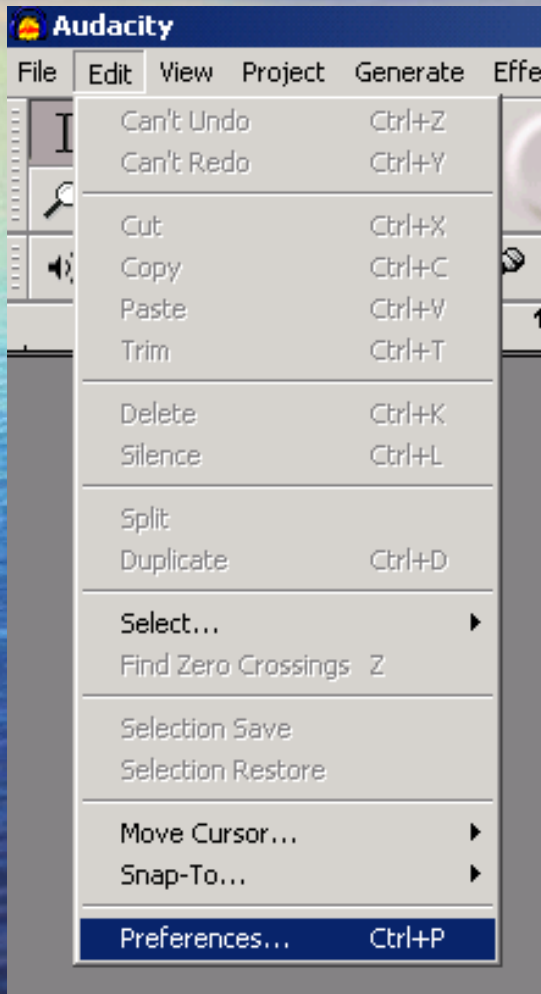 Audacity
File Edit View Project Generate Effe
Can't Undo Ctrl+Z
Can't Redo Ctrl+Y
Cut Ctrl+X
Copy Ctrl+C
Paste Ctrl+V
Trim Ctrl+T
Delete Ctrl+K
Silence Ctrl+L
Split
Duplicate Ctrl+D
Select...
Find Zero Crossings Z
Selection Save
Selection Restore
Move Cursor...
Snap-To...
Preferences... Ctrl+P